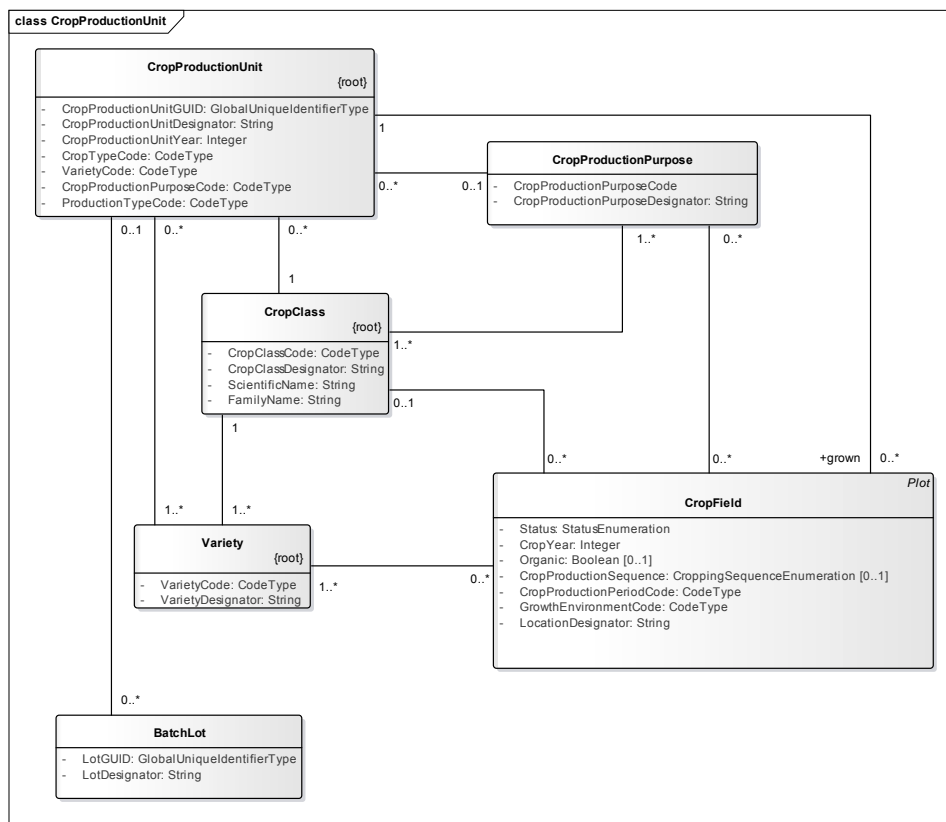 class CropProductionUnit
CropProductionUnit
{root}
- CropProductionUnitGUID: GlobalUniqueIdentifierType
- CropProductionUnitDesignator: String
- CropProductionUnitYear: Integer
- CropTypeCode: CodeType
- VarietyCode: CodeType
- CropProductionPurposeCode: CodeType
- ProductionTypeCode: CodeType
1
CropProductionPurpose
- CropProductionPurposeCode
- CropProductionPurposeDesignator: String
0..* 0..1
0..1 0..* 0..* 1..* 0..*
1
CropClass
{root}
- CropClassCode: CodeType
- CropClassDesignator: String
- ScientificName: String
- FamilyName: String
1..*
0..1
1
0..* 0..* +grown 0..*
Plot
CropField
- Status: StatusEnumeration
- CropYear: Integer
- Organic: Boolean [0..1]
- CropProductionSequence: CroppingSequenceEnumeration [0..1]
- CropProductionPeriodCode: CodeType
- GrowthEnvironmentCode: CodeType
- LocationDesignator: String
1..* 1..*
Variety
{root}
- VarietyCode: CodeType
- VarietyDesignator: String
1..* 0..*
0..*
BatchLot
- LotGUID: GlobalUniqueIdentifierType
- LotDesignator: String